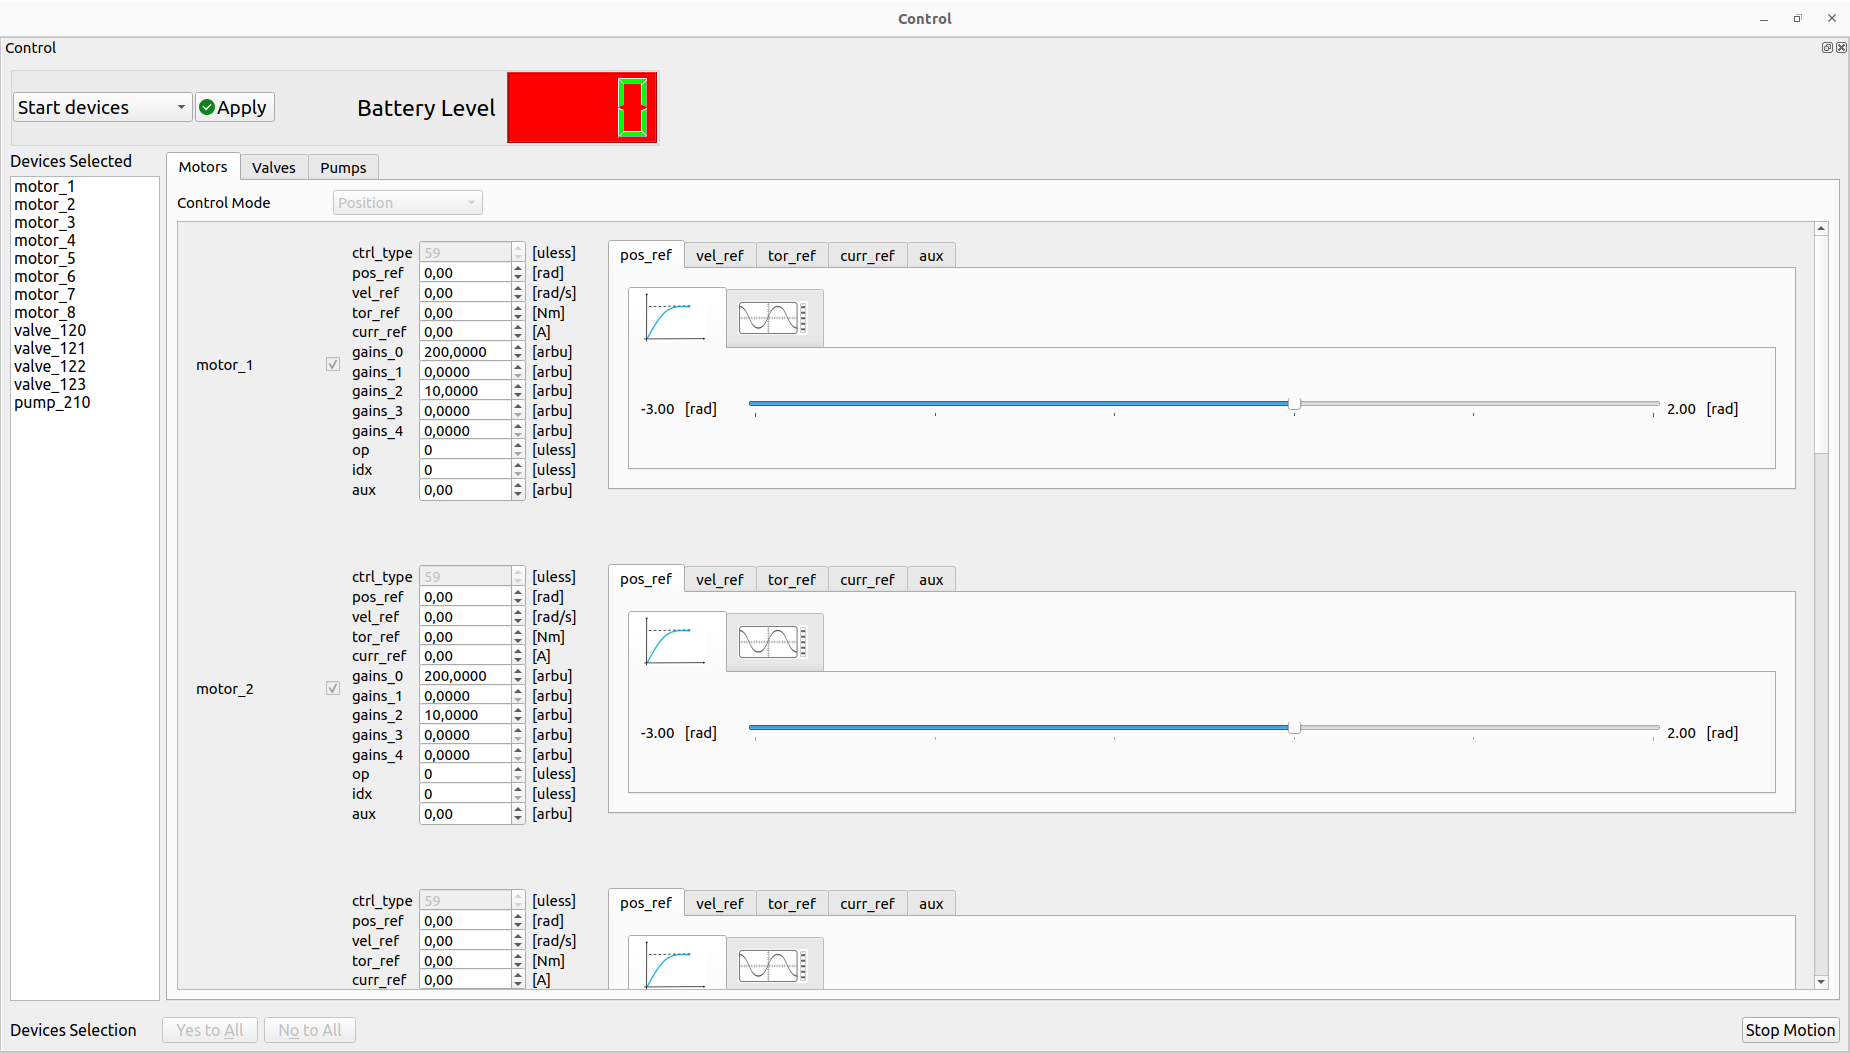 Control
Control
Start devices Apply Battery Level 0
Devices Selected
motor_1
motor_2
motor_3
motor_4
motor_5
motor_6
motor_7
motor_8
valve_120
valve_121
valve_122
valve_123
pump_210
Motors Valves Pumps
Control Mode Position
motor_1
ctrl_type 59 [uless]
pos_ref 0,00 [rad]
vel_ref 0,00 [rad/s]
tor_ref 0,00 [Nm]
curr_ref 0,00 [A]
gains_0 200,0000 [arbu]
gains_1 0,0000 [arbu]
gains_2 10,0000 [arbu]
gains_3 0,0000 [arbu]
gains_4 0,0000 [arbu]
op 0 [uless]
idx 0 [uless]
aux 0,00 [arbu]
pos_ref vel_ref tor_ref curr_ref aux
-3.00 [rad] 2.00 [rad]
motor_2
ctrl_type 59 [uless]
pos_ref 0,00 [rad]
vel_ref 0,00 [rad/s]
tor_ref 0,00 [Nm]
curr_ref 0,00 [A]
gains_0 200,0000 [arbu]
gains_1 0,0000 [arbu]
gains_2 10,0000 [arbu]
gains_3 0,0000 [arbu]
gains_4 0,0000 [arbu]
op 0 [uless]
idx 0 [uless]
aux 0,00 [arbu]
pos_ref vel_ref tor_ref curr_ref aux
-3.00 [rad] 2.00 [rad]
ctrl_type 59 [uless]
pos_ref 0,00 [rad]
vel_ref 0,00 [rad/s]
tor_ref 0,00 [Nm]
curr_ref 0,00 [A]
pos_ref vel_ref tor_ref curr_ref aux
Devices Selection Yes to All No to All Stop Motion